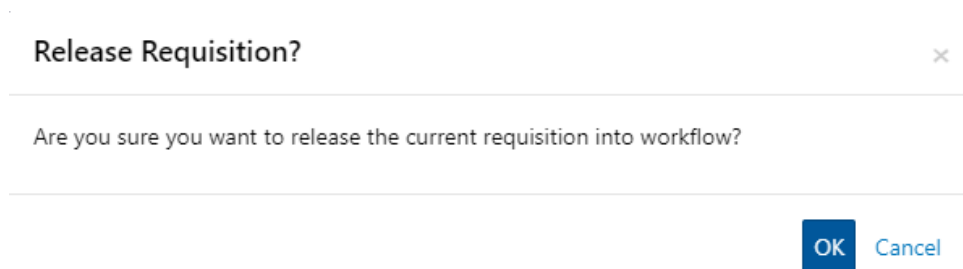 Release Requisition?
×
Are you sure you want to release the current requisition into workflow?
OK Cancel